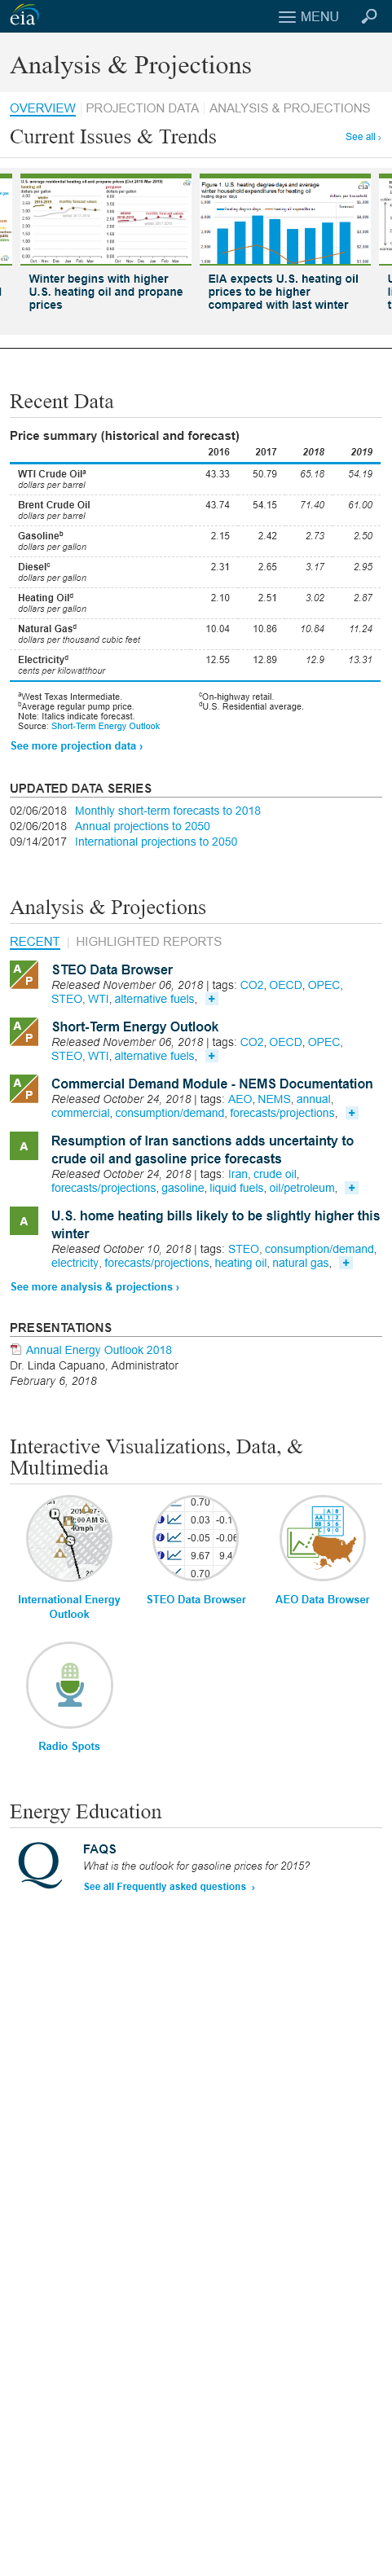 eia
MENU
Analysis & Projections
OVERVIEW | PROJECTION DATA | ANALYSIS & PROJECTIONS
Current Issues & Trends
See all ›
Winter begins with higher
U.S. heating oil and propane
prices
EIA expects U.S. heating oil
prices to be higher
compared with last winter
Recent Data
Price summary (historical and forecast)
2016 2017 2018 2019
WTI Crude Oilª 43.33 50.79 65.18 54.19
dollars per barrel
Brent Crude Oil 43.74 54.15 71.40 61.00
dollars per barrel
Gasolineᵇ 2.15 2.42 2.73 2.50
dollars per gallon
Dieselᶜ 2.31 2.65 3.17 2.95
dollars per gallon
Heating Oilᵈ 2.10 2.51 3.02 2.87
dollars per gallon
Natural Gasᵈ 10.04 10.86 10.64 11.24
dollars per thousand cubic feet
Electricityᵈ 12.55 12.89 12.9 13.31
cents per kilowatthour
ªWest Texas Intermediate.
ᵇAverage regular pump price.
Note: Italics indicate forecast.
Source: Short-Term Energy Outlook
ᶜOn-highway retail.
ᵈU.S. Residential average.
See more projection data ›
UPDATED DATA SERIES
02/06/2018 Monthly short-term forecasts to 2018
02/06/2018 Annual projections to 2050
09/14/2017 International projections to 2050
Analysis & Projections
RECENT | HIGHLIGHTED REPORTS
A P
STEO Data Browser
Released November 06, 2018 | tags: CO2, OECD, OPEC,
STEO, WTI, alternative fuels, +
A P
Short-Term Energy Outlook
Released November 06, 2018 | tags: CO2, OECD, OPEC,
STEO, WTI, alternative fuels, +
A P
Commercial Demand Module - NEMS Documentation
Released October 24, 2018 | tags: AEO, NEMS, annual,
commercial, consumption/demand, forecasts/projections, +
A
Resumption of Iran sanctions adds uncertainty to
crude oil and gasoline price forecasts
Released October 24, 2018 | tags: Iran, crude oil,
forecasts/projections, gasoline, liquid fuels, oil/petroleum, +
A
U.S. home heating bills likely to be slightly higher this
winter
Released October 10, 2018 | tags: STEO, consumption/demand,
electricity, forecasts/projections, heating oil, natural gas, +
See more analysis & projections ›
PRESENTATIONS
Annual Energy Outlook 2018
Dr. Linda Capuano, Administrator
February 6, 2018
Interactive Visualizations, Data, &
Multimedia
International Energy
Outlook
STEO Data Browser
AEO Data Browser
Radio Spots
Energy Education
Q
FAQS
What is the outlook for gasoline prices for 2015?
See all Frequently asked questions ›